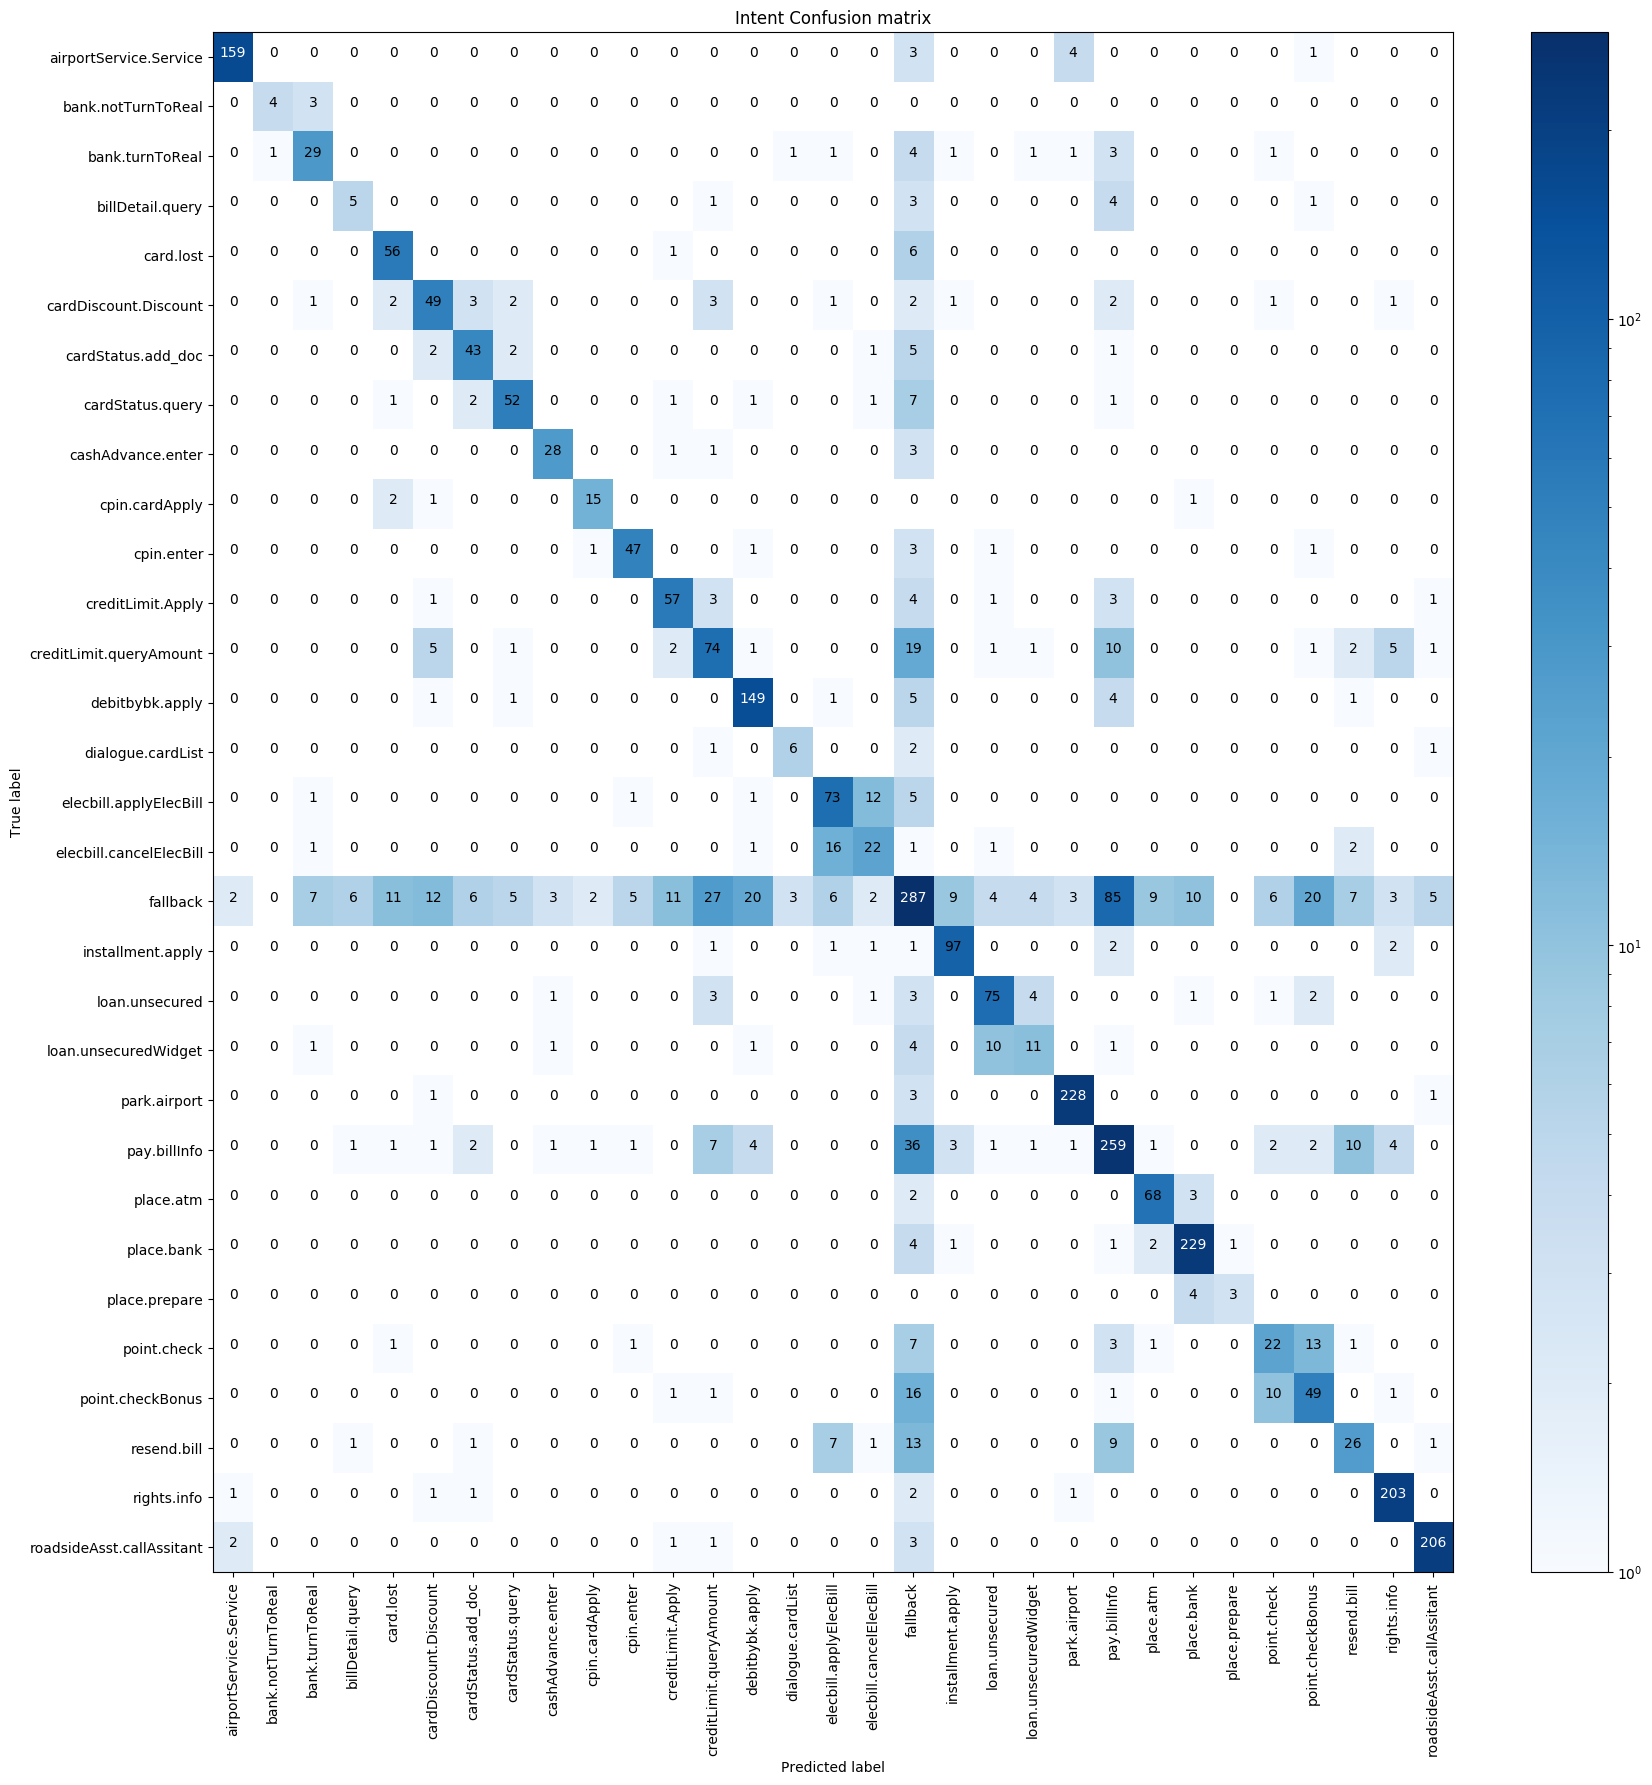 Intent Confusion matrix
airportService.Service 159 0 0 0 0 0 0 0 0 0 0 0 0 0 0 0 0 3 0 0 0 4 0 0 0 0 0 1 0 0 0
bank.notTurnToReal 0 4 3 0 0 0 0 0 0 0 0 0 0 0 0 0 0 0 0 0 0 0 0 0 0 0 0 0 0 0 0
bank.turnToReal 0 1 29 0 0 0 0 0 0 0 0 0 0 0 1 1 0 4 1 0 1 1 3 0 0 0 1 0 0 0 0
billDetail.query 0 0 0 5 0 0 0 0 0 0 0 0 1 0 0 0 0 3 0 0 0 0 4 0 0 0 0 1 0 0 0
card.lost 0 0 0 0 56 0 0 0 0 0 0 1 0 0 0 0 0 6 0 0 0 0 0 0 0 0 0 0 0 0 0
cardDiscount.Discount 0 0 1 0 2 49 3 2 0 0 0 0 3 0 0 1 0 2 1 0 0 0 2 0 0 0 1 0 0 1 0
cardStatus.add_doc 0 0 0 0 0 2 43 2 0 0 0 0 0 0 0 0 1 5 0 0 0 0 1 0 0 0 0 0 0 0 0
cardStatus.query 0 0 0 0 1 0 2 52 0 0 0 1 0 1 0 0 1 7 0 0 0 0 1 0 0 0 0 0 0 0 0
cashAdvance.enter 0 0 0 0 0 0 0 0 28 0 0 1 1 0 0 0 0 3 0 0 0 0 0 0 0 0 0 0 0 0 0
cpin.cardApply 0 0 0 0 2 1 0 0 0 15 0 0 0 0 0 0 0 0 0 0 0 0 0 0 1 0 0 0 0 0 0
cpin.enter 0 0 0 0 0 0 0 0 0 1 47 0 0 1 0 0 0 3 0 1 0 0 0 0 0 0 0 1 0 0 0
creditLimit.Apply 0 0 0 0 0 1 0 0 0 0 0 57 3 0 0 0 0 4 0 1 0 0 3 0 0 0 0 0 0 0 1
creditLimit.queryAmount 0 0 0 0 0 5 0 1 0 0 0 2 74 1 0 0 0 19 0 1 1 0 10 0 0 0 0 1 2 5 1
debitbybk.apply 0 0 0 0 0 1 0 1 0 0 0 0 0 149 0 1 0 5 0 0 0 0 4 0 0 0 0 0 1 0 0
dialogue.cardList 0 0 0 0 0 0 0 0 0 0 0 0 1 0 6 0 0 2 0 0 0 0 0 0 0 0 0 0 0 0 1
elecbill.applyElecBill 0 0 1 0 0 0 0 0 0 0 1 0 0 1 0 73 12 5 0 0 0 0 0 0 0 0 0 0 0 0 0
elecbill.cancelElecBill 0 0 1 0 0 0 0 0 0 0 0 0 0 1 0 16 22 1 0 1 0 0 0 0 0 0 0 0 2 0 0
fallback 2 0 7 6 11 12 6 5 3 2 5 11 27 20 3 6 2 287 9 4 4 3 85 9 10 0 6 20 7 3 5
installment.apply 0 0 0 0 0 0 0 0 0 0 0 0 1 0 0 1 1 1 97 0 0 0 2 0 0 0 0 0 0 2 0
loan.unsecured 0 0 0 0 0 0 0 0 1 0 0 0 3 0 0 0 1 3 0 75 4 0 0 0 1 0 1 2 0 0 0
loan.unsecuredWidget 0 0 1 0 0 0 0 0 1 0 0 0 0 1 0 0 0 4 0 10 11 0 1 0 0 0 0 0 0 0 0
park.airport 0 0 0 0 0 1 0 0 0 0 0 0 0 0 0 0 0 3 0 0 0 228 0 0 0 0 0 0 0 0 1
pay.billInfo 0 0 0 1 1 1 2 0 1 1 1 0 7 4 0 0 0 36 3 1 1 1 259 1 0 0 2 2 10 4 0
place.atm 0 0 0 0 0 0 0 0 0 0 0 0 0 0 0 0 0 2 0 0 0 0 0 68 3 0 0 0 0 0 0
place.bank 0 0 0 0 0 0 0 0 0 0 0 0 0 0 0 0 0 4 1 0 0 0 1 2 229 1 0 0 0 0 0
place.prepare 0 0 0 0 0 0 0 0 0 0 0 0 0 0 0 0 0 0 0 0 0 0 0 0 4 3 0 0 0 0 0
point.check 0 0 0 0 1 0 0 0 0 0 1 0 0 0 0 0 0 7 0 0 0 0 3 1 0 0 22 13 1 0 0
point.checkBonus 0 0 0 0 0 0 0 0 0 0 0 1 1 0 0 0 0 16 0 0 0 0 1 0 0 0 10 49 0 1 0
resend.bill 0 0 0 1 0 0 1 0 0 0 0 0 0 0 0 7 1 13 0 0 0 0 9 0 0 0 0 0 26 0 1
rights.info 1 0 0 0 0 1 1 0 0 0 0 0 0 0 0 0 0 2 0 0 0 1 0 0 0 0 0 0 0 203 0
roadsideAsst.callAssitant 2 0 0 0 0 0 0 0 0 0 0 1 1 0 0 0 0 3 0 0 0 0 0 0 0 0 0 0 0 0 206
True label
airportService.Service
bank.notTurnToReal
bank.turnToReal
billDetail.query
card.lost
cardDiscount.Discount
cardStatus.add_doc
cardStatus.query
cashAdvance.enter
cpin.cardApply
cpin.enter
creditLimit.Apply
creditLimit.queryAmount
debitbybk.apply
dialogue.cardList
elecbill.applyElecBill
elecbill.cancelElecBill
fallback
installment.apply
loan.unsecured
loan.unsecuredWidget
park.airport
pay.billInfo
place.atm
place.bank
place.prepare
point.check
point.checkBonus
resend.bill
rights.info
roadsideAsst.callAssitant
Predicted label
10²
10¹
10⁰